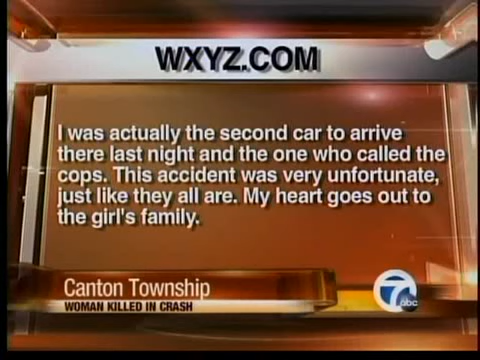 WXYZ.COM
I was actually the second car to arrive
there last night and the one who called the
cops. This accident was very unfortunate,
just like they all are. My heart goes out to
the girl's family.
Canton Township
WOMAN KILLED IN CRASH
7 abc